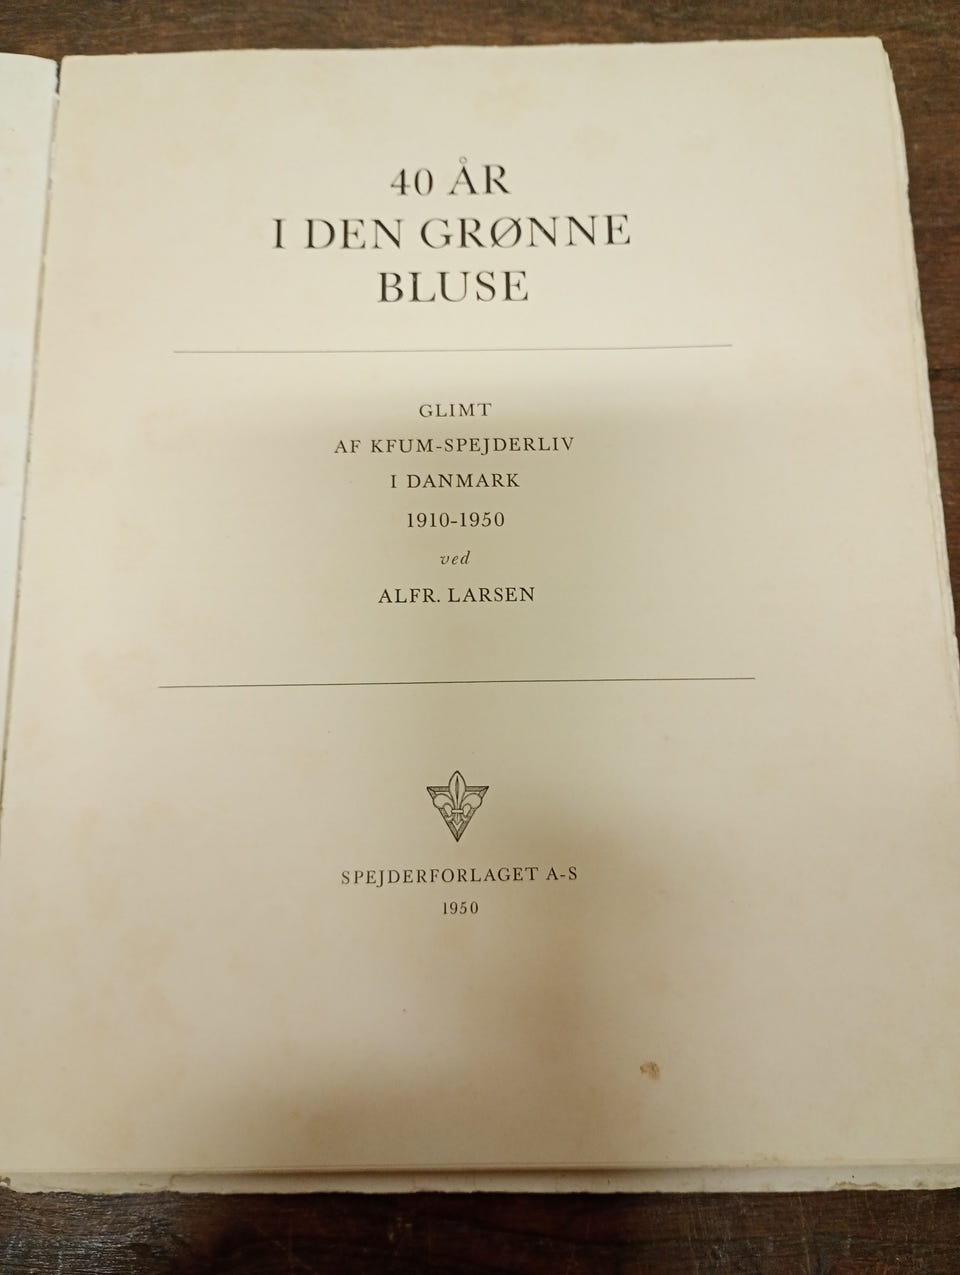 40 ÅR
I DEN GRØNNE
BLUSE
GLIMT
AF KFUM-SPEJDERLIV
I DANMARK
1910-1950
ved
ALFR. LARSEN
SPEJDERFORLAGET A-S
1950